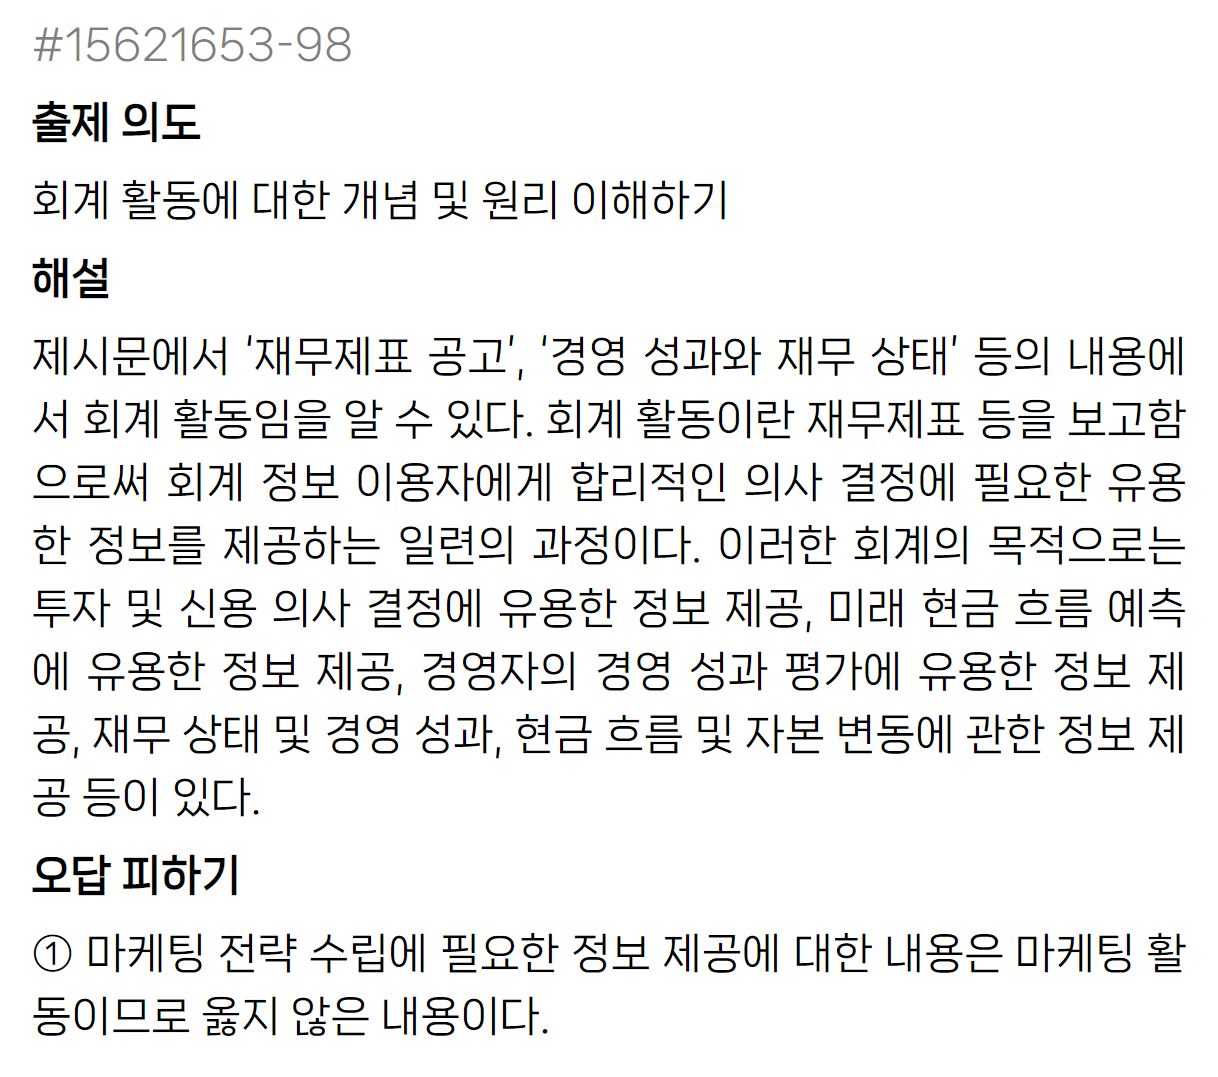 #15621653-98
출제 의도
회계 활동에 대한 개념 및 원리 이해하기
해설
제시문에서 ‘재무제표 공고’, ‘경영 성과와 재무 상태’ 등의 내용에
서 회계 활동임을 알 수 있다. 회계 활동이란 재무제표 등을 보고함
으로써 회계 정보 이용자에게 합리적인 의사 결정에 필요한 유용
한 정보를 제공하는 일련의 과정이다. 이러한 회계의 목적으로는
투자 및 신용 의사 결정에 유용한 정보 제공, 미래 현금 흐름 예측
에 유용한 정보 제공, 경영자의 경영 성과 평가에 유용한 정보 제
공, 재무 상태 및 경영 성과, 현금 흐름 및 자본 변동에 관한 정보 제
공 등이 있다.
오답 피하기
① 마케팅 전략 수립에 필요한 정보 제공에 대한 내용은 마케팅 활
동이므로 옳지 않은 내용이다.